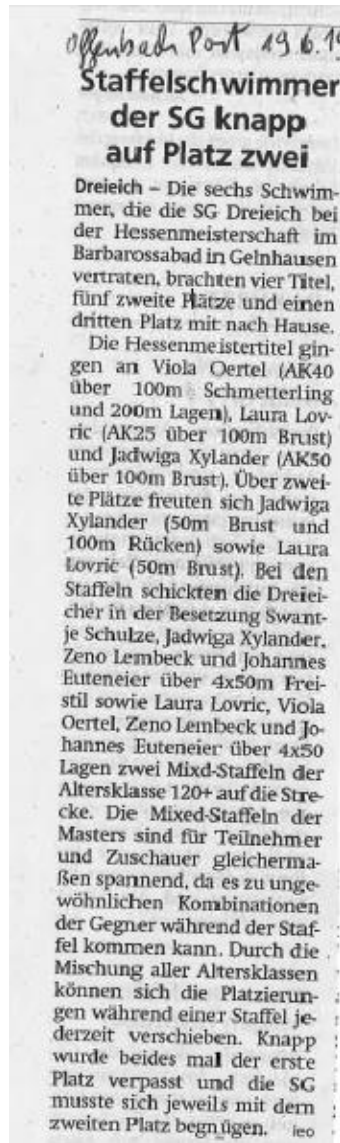 Offenbach Post 19.6.19
Staffelschwimmer
der SG knapp
auf Platz zwei
Dreieich – Die sechs Schwim-
mer, die die SG Dreieich bei
der Hessenmeisterschaft im
Barbarossabad in Gelnhausen
vertraten, brachten vier Titel,
fünf zweite Plätze und einen
dritten Platz mit nach Hause.
Die Hessenmeistertitel gin-
gen an Viola Oertel (AK40
über 100m Schmetterling
und 200m Lagen), Laura Lov-
ric (AK25 über 100m Brust)
und Jadwiga Xylander (AK50
über 100m Brust). Über zwei-
te Plätze freuten sich Jadwiga
Xylander (50m Brust und
100m Rücken) sowie Laura
Lovric (50m Brust). Bei den
Staffeln schickten die Dreiei-
cher in der Besetzung Swant-
je Schulze, Jadwiga Xylander,
Zeno Lembeck und Johannes
Euteneier über 4x50m Frei-
stil sowie Laura Lovric, Viola
Oertel, Zeno Lembeck und Jo-
hannes Euteneier über 4x50
Lagen zwei Mixd-Staffeln der
Altersklasse 120+ auf die Stre-
cke. Die Mixed-Staffeln der
Masters sind für Teilnehmer
und Zuschauer gleicherma-
ßen spannend, da es zu unge-
wöhnlichen Kombinationen
der Gegner während der Staf-
fel kommen kann. Durch die
Mischung aller Altersklassen
können sich die Platzierun-
gen während einer Staffel je-
derzeit verschieben. Knapp
wurde beides mal der erste
Platz verpasst und die SG
musste sich jeweils mit dem
zweiten Platz begnügen. leo